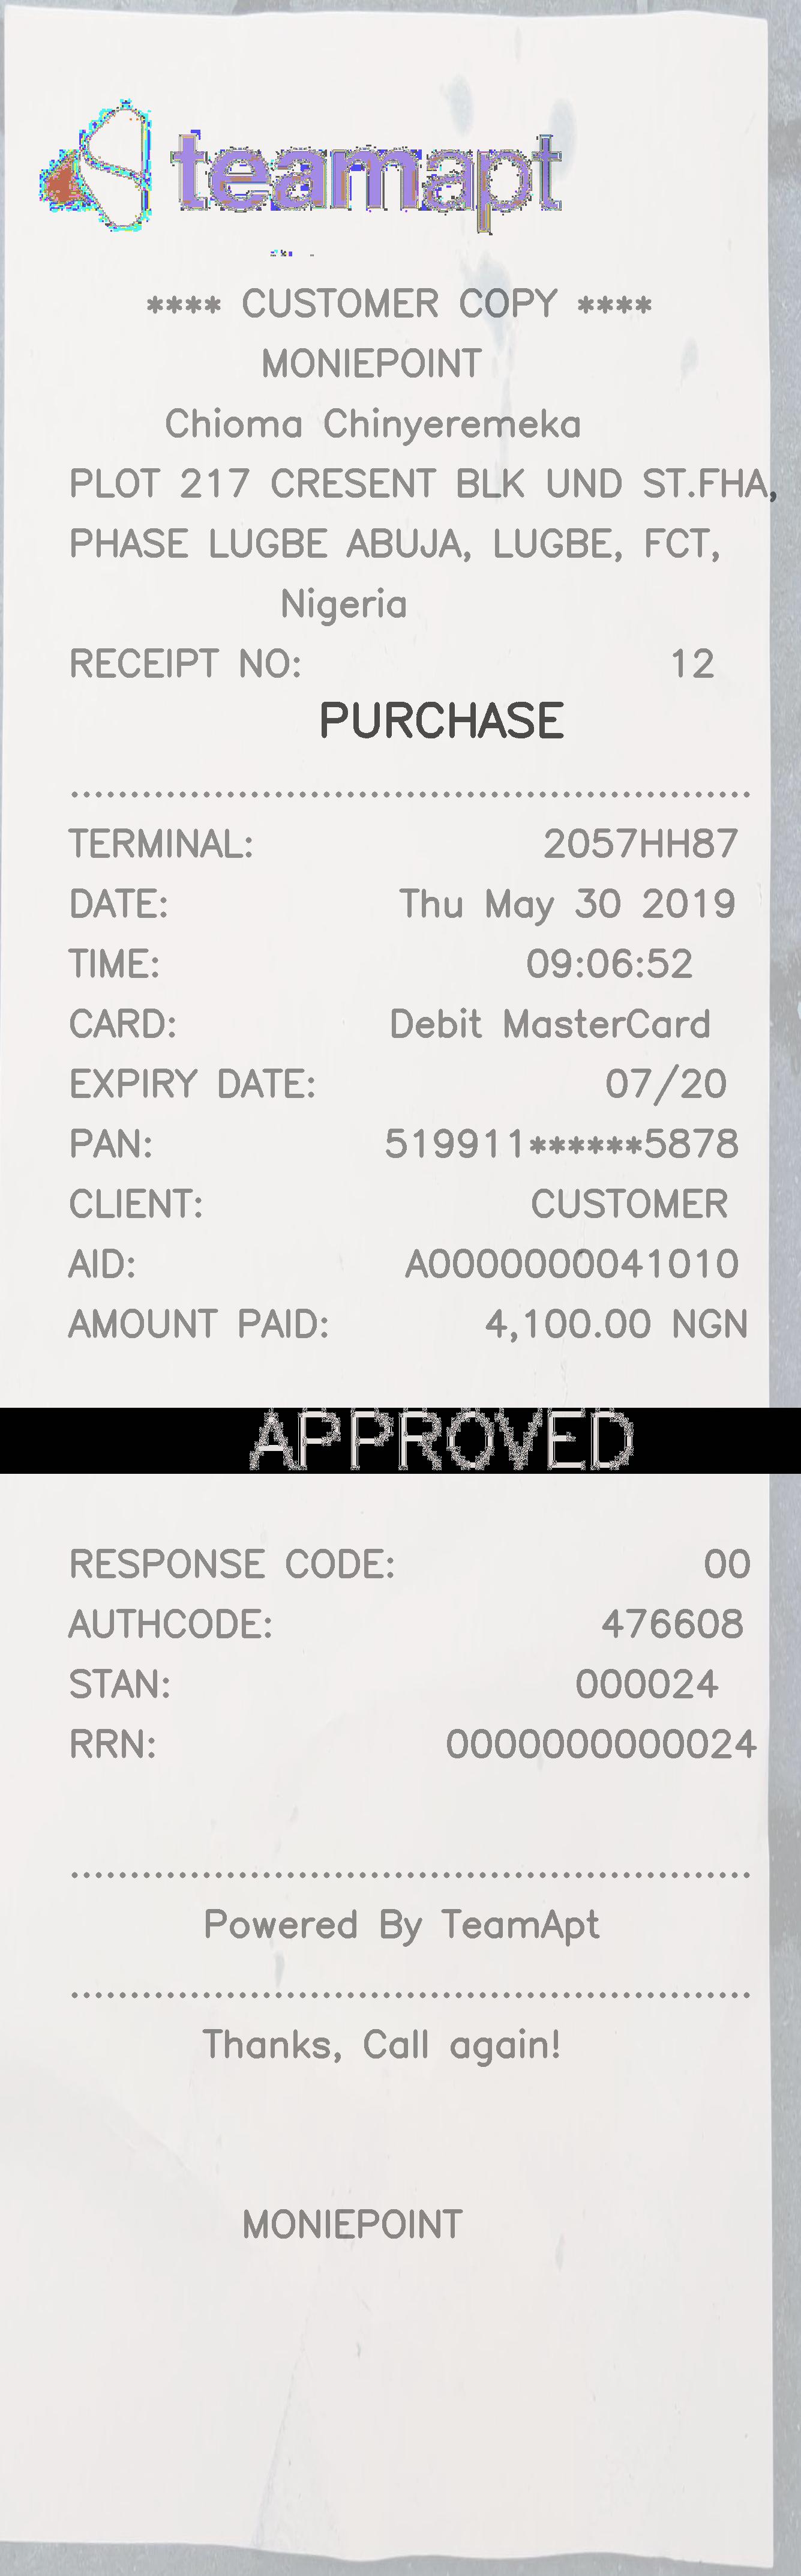 teamapt
**** CUSTOMER COPY ****
MONIEPOINT
Chioma Chinyeremeka
PLOT 217 CRESENT BLK UND ST.FHA,
PHASE LUGBE ABUJA, LUGBE, FCT,
Nigeria
RECEIPT NO: 12
PURCHASE
TERMINAL: 2057HH87
DATE: Thu May 30 2019
TIME: 09:06:52
CARD: Debit MasterCard
EXPIRY DATE: 07/20
PAN: 519911******5878
CLIENT: CUSTOMER
AID: A0000000041010
AMOUNT PAID: 4,100.00 NGN
APPROVED
RESPONSE CODE: 00
AUTHCODE: 476608
STAN: 000024
RRN: 0000000000024
Powered By TeamApt
Thanks, Call again!
MONIEPOINT